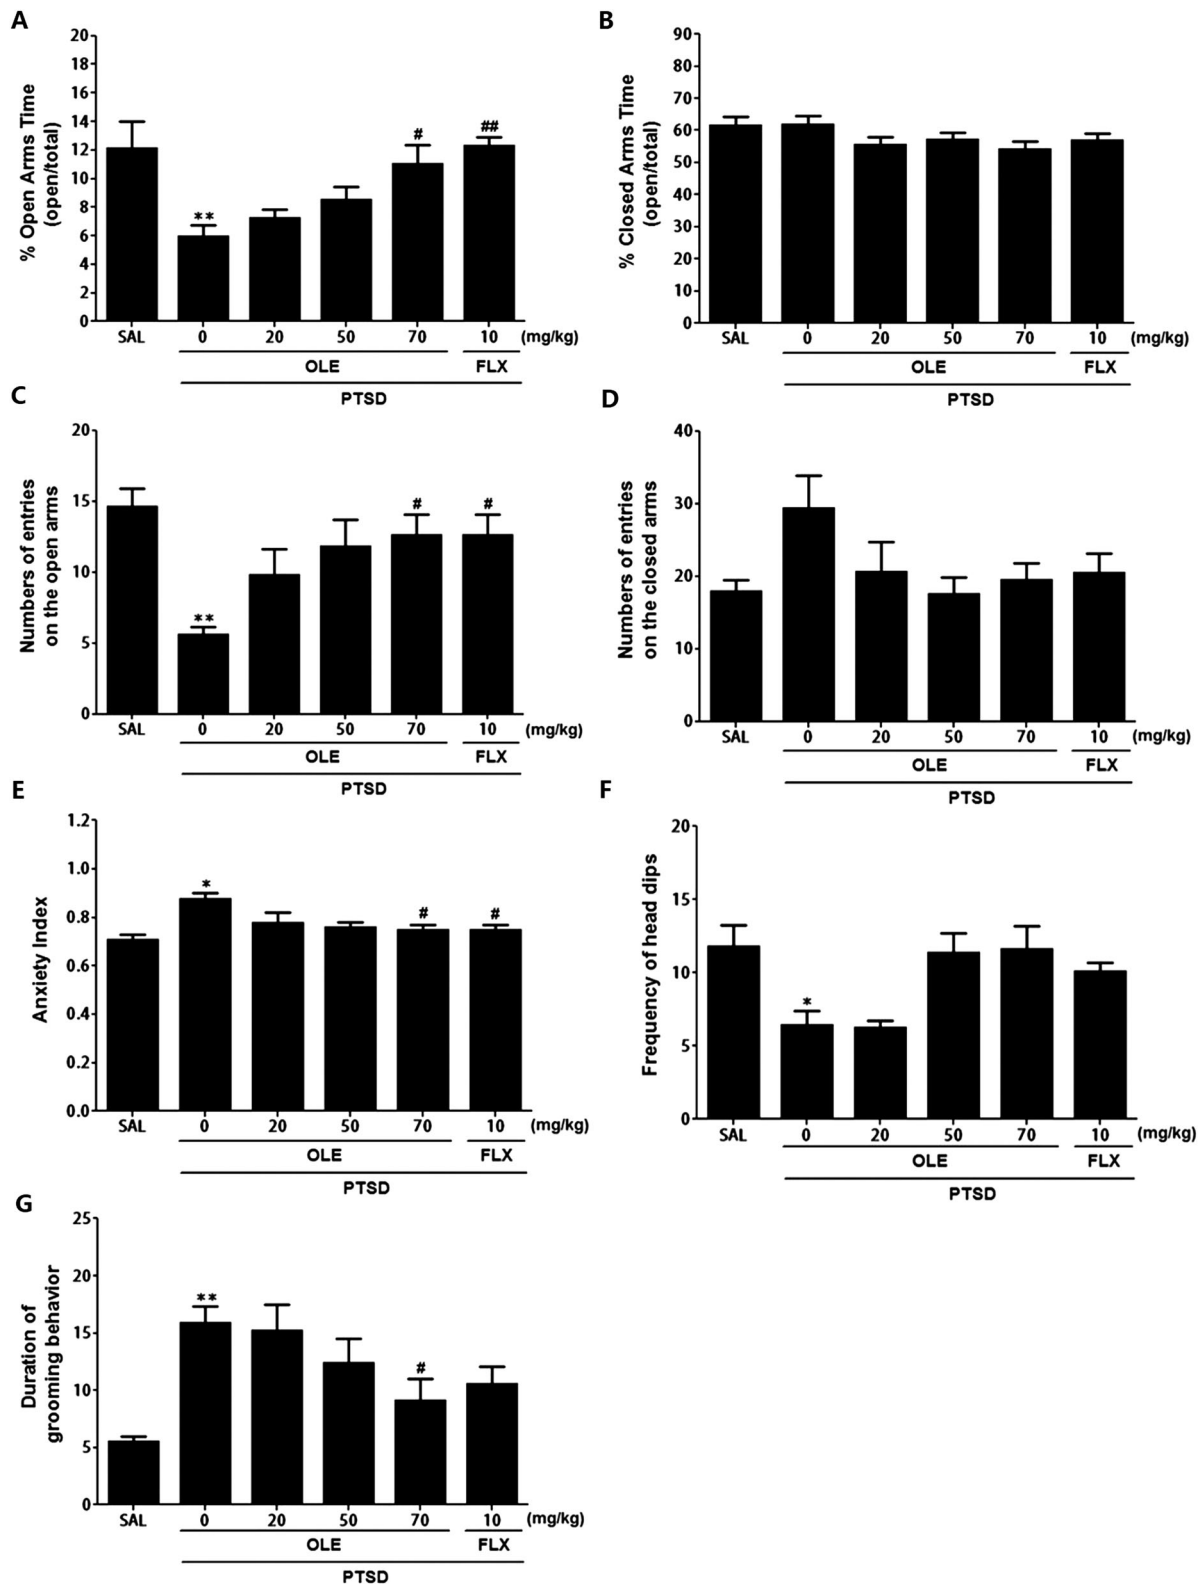 A
% Open Arms Time
(open/total)
20
18
16
14
12
10
8
6
4
2
0
**
#
##
SAL 0 20 50 70 10 (mg/kg)
OLE FLX
PTSD
B
% Closed Arms Time
(open/total)
90
80
70
60
50
40
30
20
10
0
SAL 0 20 50 70 10 (mg/kg)
OLE FLX
PTSD
C
Numbers of entries
on the open arms
20
15
10
5
0
**
#
#
SAL 0 20 50 70 10 (mg/kg)
OLE FLX
PTSD
D
Numbers of entries
on the closed arms
40
30
20
10
0
SAL 0 20 50 70 10 (mg/kg)
OLE FLX
PTSD
E
Anxiety Index
1.2
1.0
0.8
0.6
0.4
0.2
0.0
*
#
#
SAL 0 20 50 70 10 (mg/kg)
OLE FLX
PTSD
F
Frequency of head dips
20
15
10
5
0
*
SAL 0 20 50 70 10 (mg/kg)
OLE FLX
PTSD
G
Duration of
grooming behavior
25
20
15
10
5
0
**
#
SAL 0 20 50 70 10 (mg/kg)
OLE FLX
PTSD